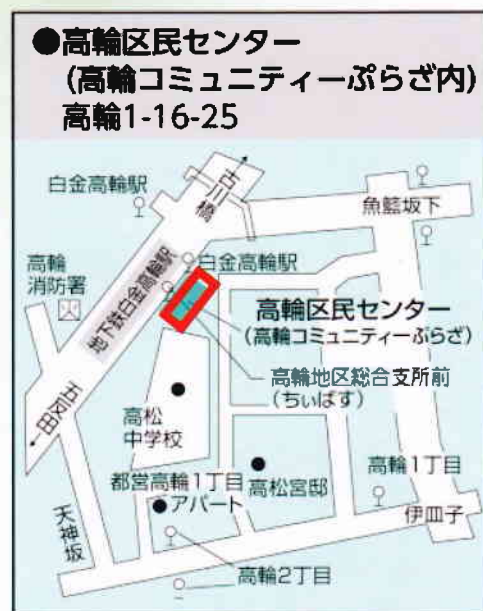 ●高輪区民センター
(高輪コミュニティーぷらざ内)
高輪1-16-25
白金高輪駅
古川橋
魚籃坂下
高輪
消防署
地下鉄白金高輪駅
白金高輪駅
高輪区民センター
(高輪コミュニティーぷらざ)
高輪地区総合支所前
(ちぃばす)
五反田
高松
中学校
都営高輪1丁目
アパート
高松宮邸
高輪1丁目
伊皿子
天神坂
高輪2丁目